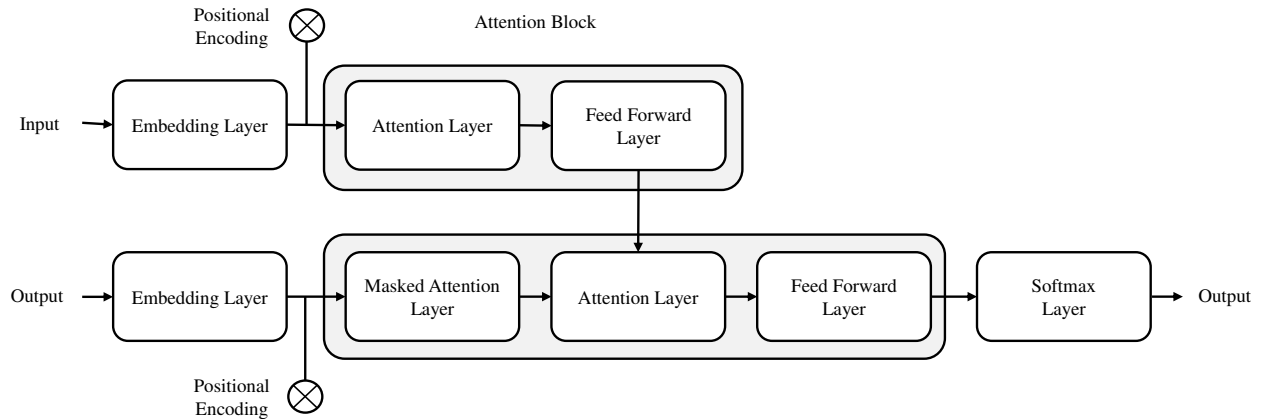 Positional
Encoding
Attention Block
Input
Embedding Layer
Attention Layer
Feed Forward
Layer
Output
Embedding Layer
Masked Attention
Layer
Attention Layer
Feed Forward
Layer
Softmax
Layer
Output
Positional
Encoding